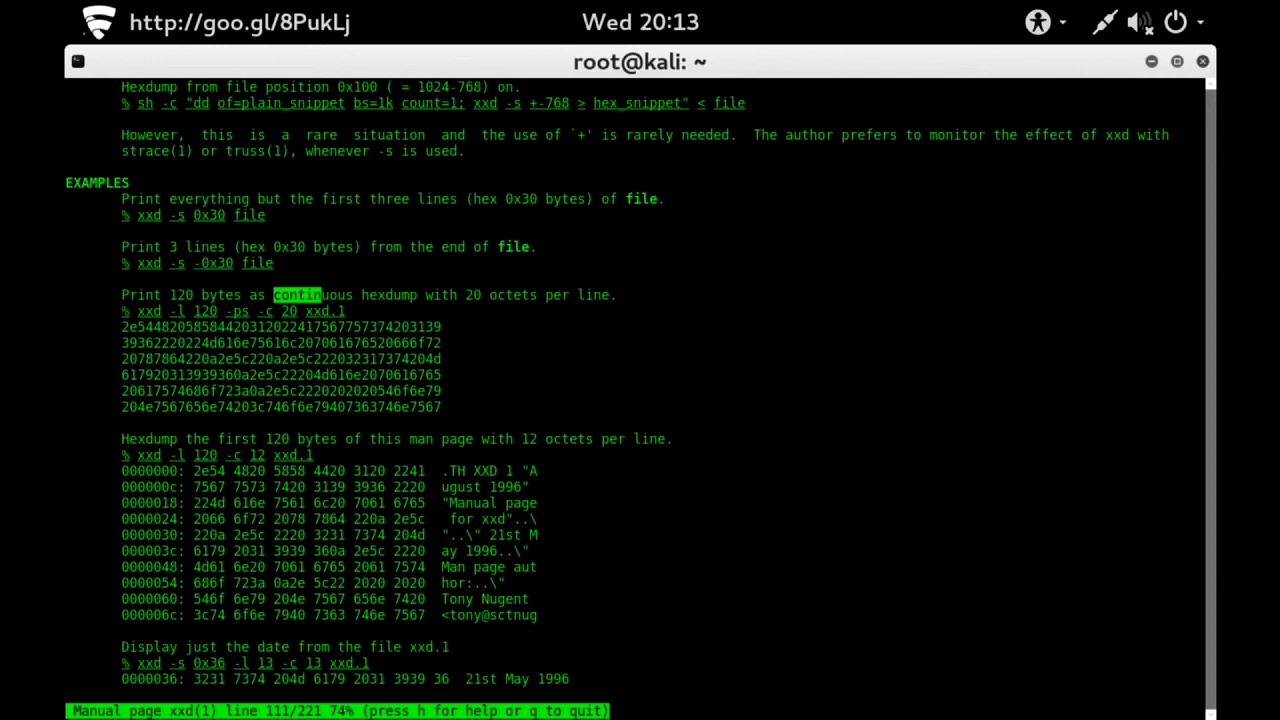 http://goo.gl/8PukLj
Wed 20:13
root@kali: ~
Hexdump from file position 0x100 ( = 1024-768) on.
% sh -c "dd of=plain_snippet bs=1k count=1; xxd -s +-768 > hex_snippet" < file
However, this is a rare situation and the use of `+' is rarely needed. The author prefers to monitor the effect of xxd with
strace(1) or truss(1), whenever -s is used.
EXAMPLES
Print everything but the first three lines (hex 0x30 bytes) of file.
% xxd -s 0x30 file
Print 3 lines (hex 0x30 bytes) from the end of file.
% xxd -s -0x30 file
Print 120 bytes as continuous hexdump with 20 octets per line.
% xxd -l 120 -ps -c 20 xxd.1
2e54482058584420312022417567757374203139
39362220224d616e75616c207061676520666f72
20787864220a2e5c220a2e5c222032317374204d
617920313939360a2e5c22204d616e2070616765
20617574686f723a0a2e5c2220202020546f6e79
204e7567656e74203c746f6e79407363746e7567
Hexdump the first 120 bytes of this man page with 12 octets per line.
% xxd -l 120 -c 12 xxd.1
0000000: 2e54 4820 5858 4420 3120 2241 .TH XXD 1 "A
000000c: 7567 7573 7420 3139 3936 2220 ugust 1996"
0000018: 224d 616e 7561 6c20 7061 6765 "Manual page
0000024: 2066 6f72 2078 7864 220a 2e5c for xxd"..\
0000030: 220a 2e5c 2220 3231 7374 204d "..\" 21st M
000003c: 6179 2031 3939 360a 2e5c 2220 ay 1996..\"
0000048: 4d61 6e20 7061 6765 2061 7574 Man page aut
0000054: 686f 723a 0a2e 5c22 2020 2020 hor:..\"
0000060: 546f 6e79 204e 7567 656e 7420 Tony Nugent
000006c: 3c74 6f6e 7940 7363 746e 7567 <tony@sctnug
Display just the date from the file xxd.1
% xxd -s 0x36 -l 13 -c 13 xxd.1
0000036: 3231 7374 204d 6179 2031 3939 36 21st May 1996
Manual page xxd(1) line 111/221 74% (press h for help or q to quit)